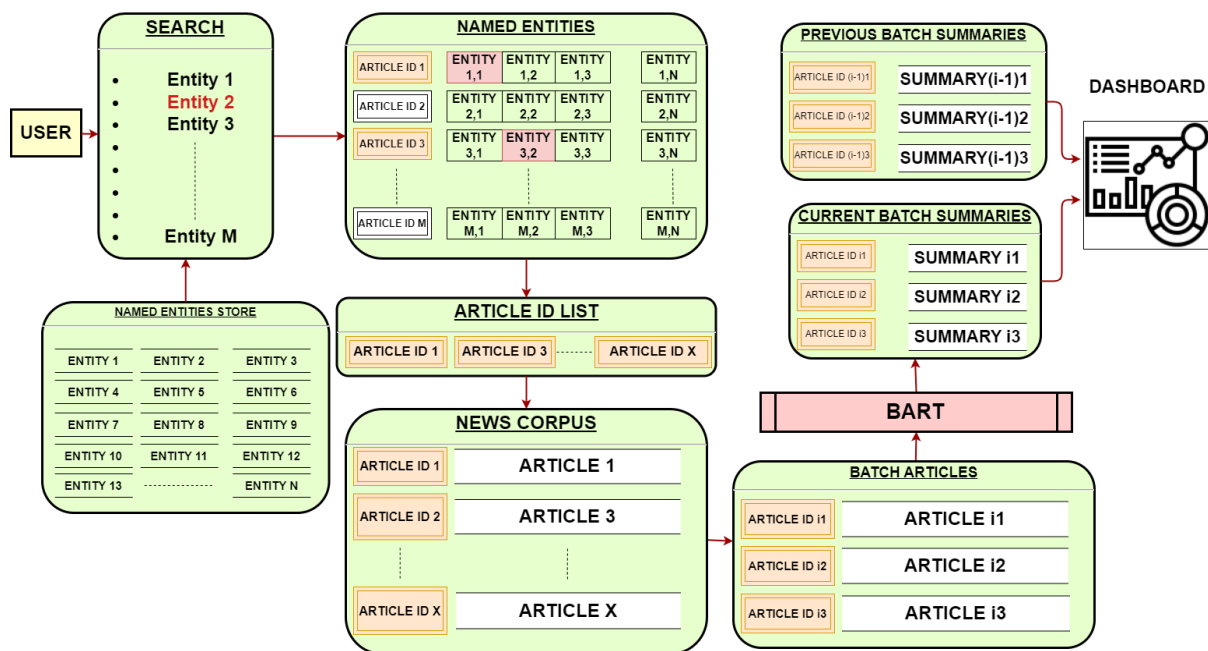 USER
SEARCH
Entity 1
Entity 2
Entity 3
Entity M
NAMED ENTITIES STORE
ENTITY 1 ENTITY 2 ENTITY 3
ENTITY 4 ENTITY 5 ENTITY 6
ENTITY 7 ENTITY 8 ENTITY 9
ENTITY 10 ENTITY 11 ENTITY 12
ENTITY 13 ENTITY N
NAMED ENTITIES
ARTICLE ID 1 ENTITY 1,1 ENTITY 1,2 ENTITY 1,3 ENTITY 1,N
ARTICLE ID 2 ENTITY 2,1 ENTITY 2,2 ENTITY 2,3 ENTITY 2,N
ARTICLE ID 3 ENTITY 3,1 ENTITY 3,2 ENTITY 3,3 ENTITY 3,N
ARTICLE ID M ENTITY M,1 ENTITY M,2 ENTITY M,3 ENTITY M,N
ARTICLE ID LIST
ARTICLE ID 1 ARTICLE ID 3 ARTICLE ID X
NEWS CORPUS
ARTICLE ID 1 ARTICLE 1
ARTICLE ID 2 ARTICLE 3
ARTICLE ID X ARTICLE X
BATCH ARTICLES
ARTICLE ID i1 ARTICLE i1
ARTICLE ID i2 ARTICLE i2
ARTICLE ID i3 ARTICLE i3
BART
CURRENT BATCH SUMMARIES
ARTICLE ID i1 SUMMARY i1
ARTICLE ID i2 SUMMARY i2
ARTICLE ID i3 SUMMARY i3
PREVIOUS BATCH SUMMARIES
ARTICLE ID (i-1)1 SUMMARY(i-1)1
ARTICLE ID (i-1)2 SUMMARY(i-1)2
ARTICLE ID (i-1)3 SUMMARY(i-1)3
DASHBOARD